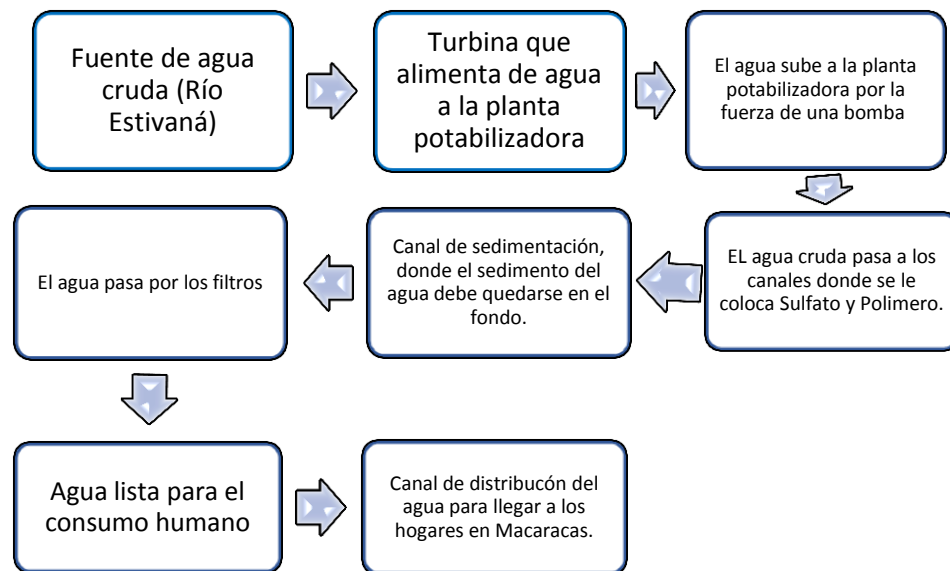 Fuente de agua
cruda (Río
Estivaná)
Turbina que
alimenta de agua
a la planta
potabilizadora
El agua sube a la planta
potabilizadora por la
fuerza de una bomba
EL agua cruda pasa a los
canales donde se le
coloca Sulfato y Polimero.
Canal de sedimentación,
donde el sedimento del
agua debe quedarse en el
fondo.
El agua pasa por los filtros
Agua lista para el
consumo humano
Canal de distribucón del
agua para llegar a los
hogares en Macaracas.